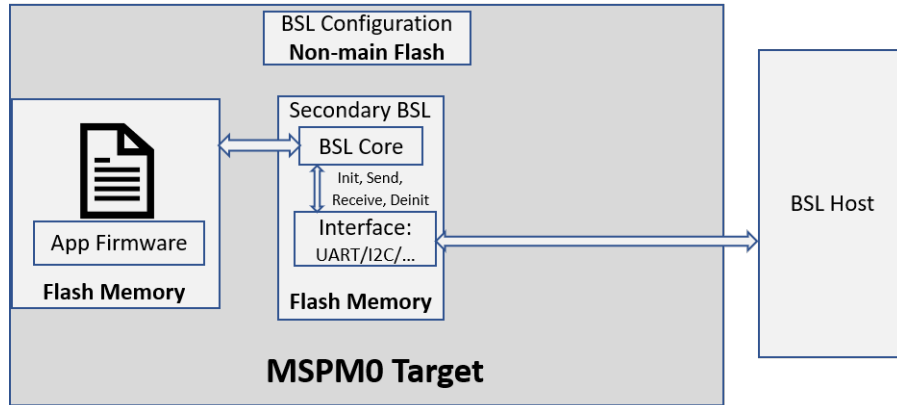 BSL Configuration
Non-main Flash
Secondary BSL
BSL Core
Init, Send,
Receive, Deinit
Interface:
UART/I2C/...
Flash Memory
App Firmware
Flash Memory
BSL Host
MSPM0 Target